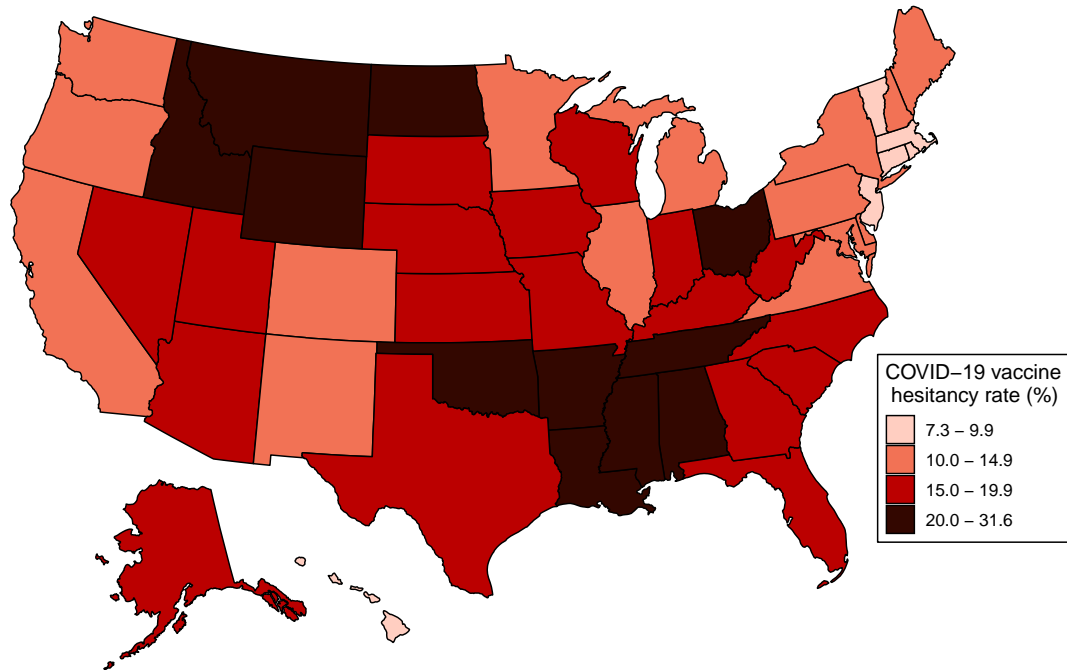 COVID−19 vaccine
hesitancy rate (%)
7.3 − 9.9
10.0 − 14.9
15.0 − 19.9
20.0 − 31.6